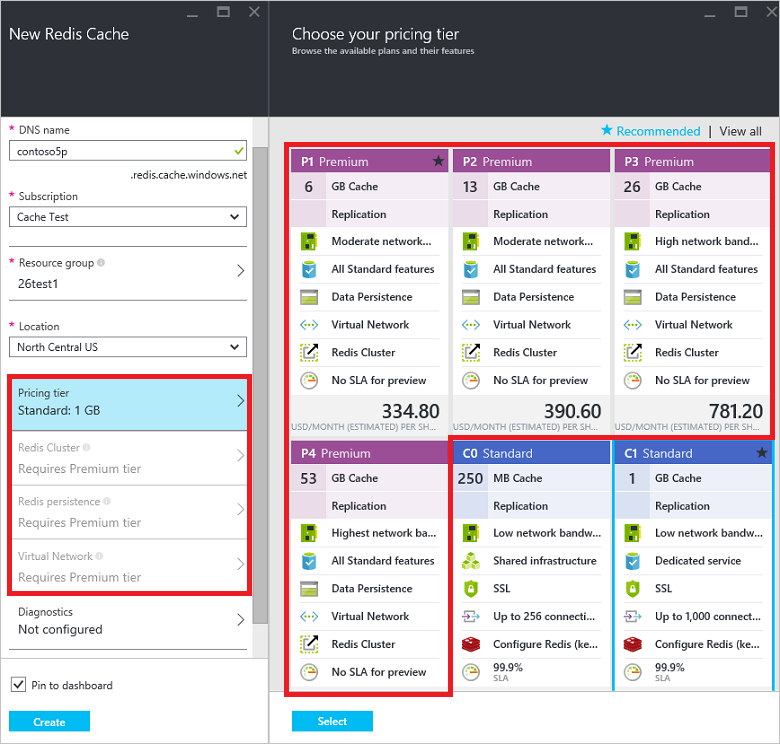 New Redis Cache
* DNS name
contoso5p
.redis.cache.windows.net
* Subscription
Cache Test
* Resource group
26test1
* Location
North Central US
Pricing tier
Standard: 1 GB
Redis Cluster
Requires Premium tier
Redis persistence
Requires Premium tier
Virtual Network
Requires Premium tier
Diagnostics
Not configured
Pin to dashboard
Create
Choose your pricing tier
Browse the available plans and their features
Recommended | View all
P1 Premium
6 GB Cache
Replication
Moderate network...
All Standard features
Data Persistence
Virtual Network
Redis Cluster
No SLA for preview
334.80
USD/MONTH (ESTIMATED) PER SH...
P2 Premium
13 GB Cache
Replication
Moderate network...
All Standard features
Data Persistence
Virtual Network
Redis Cluster
No SLA for preview
390.60
USD/MONTH (ESTIMATED) PER SH...
P3 Premium
26 GB Cache
Replication
High network band...
All Standard features
Data Persistence
Virtual Network
Redis Cluster
No SLA for preview
781.20
USD/MONTH (ESTIMATED) PER SH...
P4 Premium
53 GB Cache
Replication
Highest network ba...
All Standard features
Data Persistence
Virtual Network
Redis Cluster
No SLA for preview
C0 Standard
250 MB Cache
Replication
Low network bandw...
Shared infrastructure
SSL
Up to 256 connecti...
Configure Redis (ke...
99.9%
SLA
C1 Standard
1 GB Cache
Replication
Low network bandw...
Dedicated service
SSL
Up to 1,000 connect...
Configure Redis (ke...
99.9%
SLA
Select